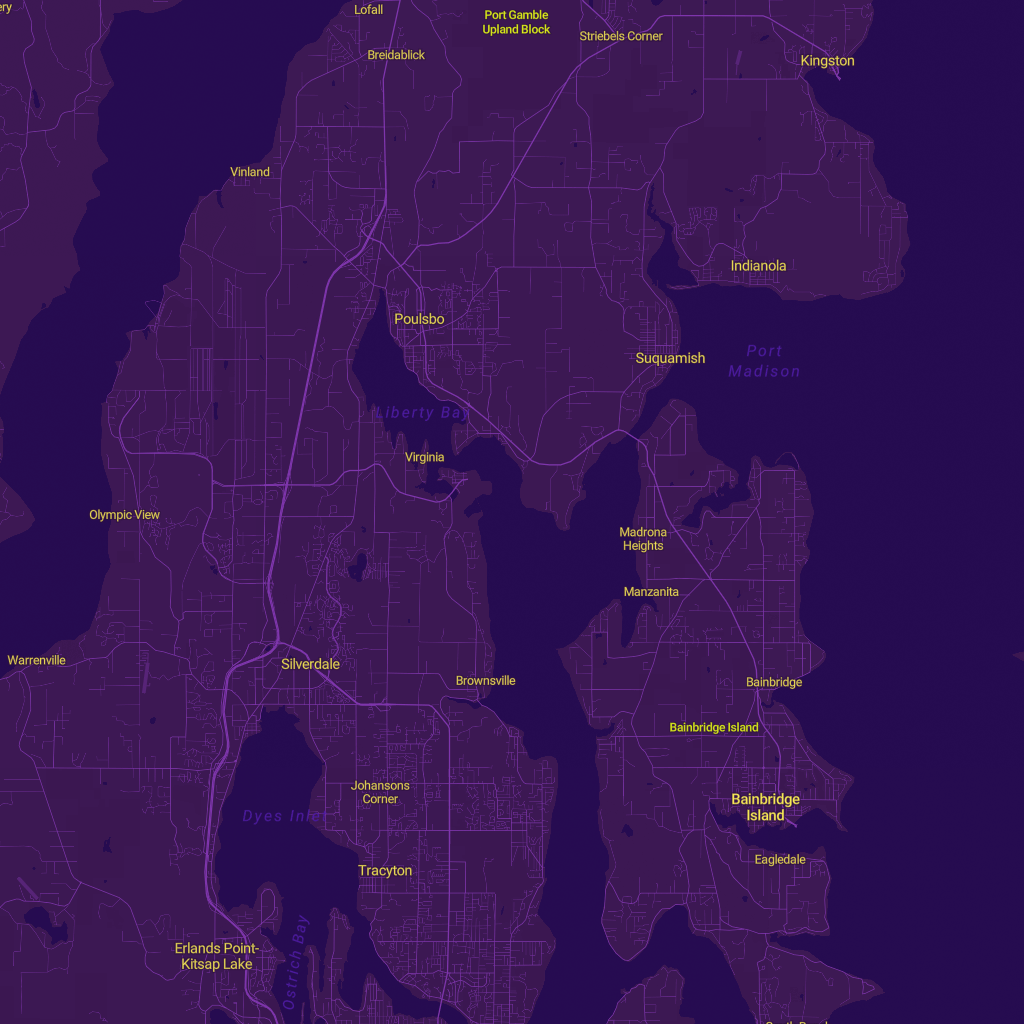 ery
Lofall
Port Gamble
Upland Block
Striebels Corner
Breidablick
Kingston
Vinland
Indianola
Poulsbo
Port
Madison
Suquamish
Liberty Bay
Virginia
Olympic View
Madrona
Heights
Manzanita
Warrenville
Silverdale
Brownsville
Bainbridge
Bainbridge Island
Johansons
Corner
Bainbridge
Island
Dyes Inlet
Eagledale
Tracyton
Erlands Point-
Kitsap Lake
Ostrich Bay